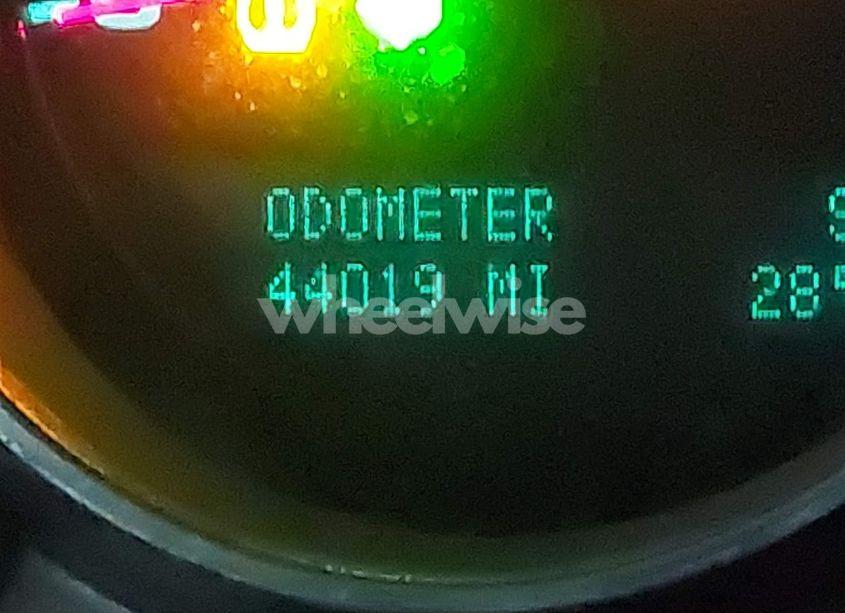 ODOMETER
44019 MI
28°
wheelwise